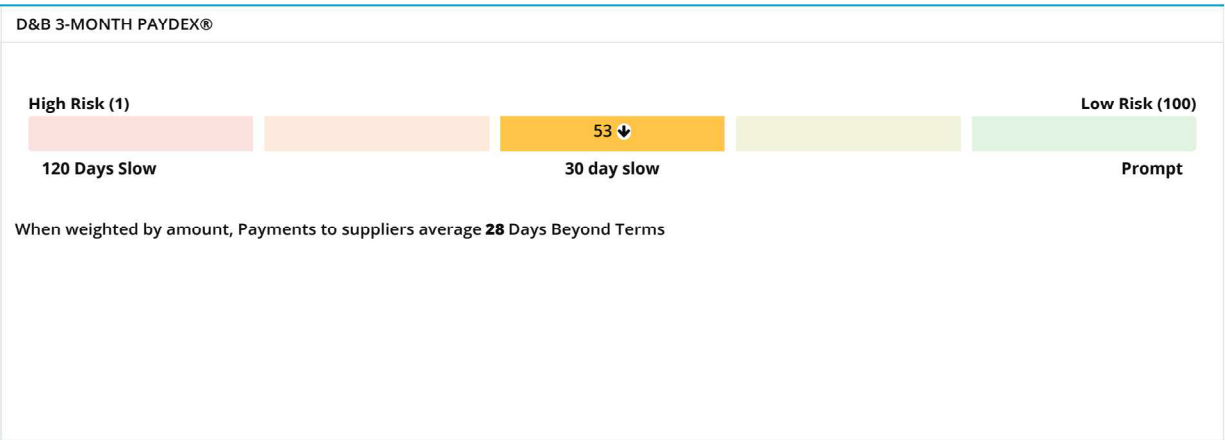 D&B 3-MONTH PAYDEX®
High Risk (1) Low Risk (100)
53
120 Days Slow 30 day slow Prompt
When weighted by amount, Payments to suppliers average 28 Days Beyond Terms